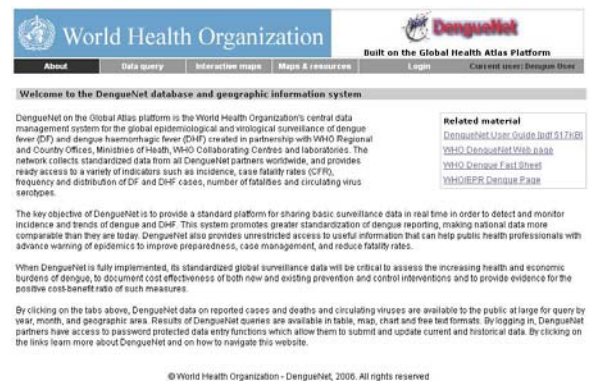 World Health Organization
DengueNet
Built on the Global Health Atlas Platform
About Data query Interactive maps Maps & resources Login Current user: Dengue User
Welcome to the DengueNet database and geographic information system
DengueNet on the Global Atlas platform is the World Health Organization's central data
management system for the global epidemiological and virological surveillance of dengue
fever (DF) and dengue haemorrhagic fever (DHF) created in partnership with WHO Regional
and Country Offices, Ministries of Heath, WHO Collaborating Centres and laboratories. The
network collects standardized data from all DengueNet partners worldwide, and provides
ready access to a variety of indicators such as incidence, case fatality rates (CFR),
frequency and distribution of DF and DHF cases, number of fatalities and circulating virus
serotypes.
Related material
DengueNet User Guide [pdf 517KB]
WHO DengueNet Web page
WHO Dengue Fact Sheet
WHO/EPR Dengue Page
The key objective of DengueNet is to provide a standard platform for sharing basic surveillance data in real time in order to detect and monitor
incidence and trends of dengue and DHF. This system promotes greater standardization of dengue reporting, making national data more
comparable than they are today. DengueNet also provides unrestricted access to useful information that can help public health professionals with
advance warning of epidemics to improve preparedness, case management, and reduce fatality rates.
When DengueNet is fully implemented, its standardized global surveillance data will be critical to assess the increasing health and economic
burdens of dengue, to document cost effectiveness of both new and existing prevention and control interventions and to provide evidence for the
positive cost-benefit ratio of such measures.
By clicking on the tabs above, DengueNet data on reported cases and deaths and circulating viruses are available to the public at large for query by
year, month, and geographic area. Results of DengueNet queries are available in table, map, chart and free text formats. By logging in, DengueNet
partners have access to password protected data entry functions which allow them to submit and update current and historical data. By clicking on
the links learn more about DengueNet and on how to navigate this website.
© World Health Organization - DengueNet, 2006. All rights reserved